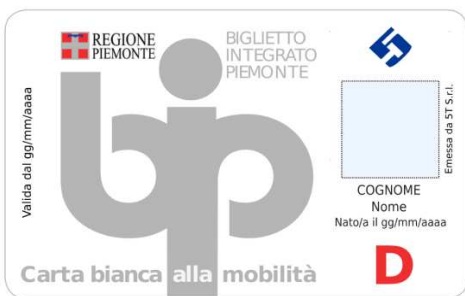 REGIONE
PIEMONTE
BIGLIETTO
INTEGRATO
PIEMONTE
bip
Valida dal gg/mm/aaaa
Emessa da 5T S.r.l.
COGNOME
Nome
Nato/a il gg/mm/aaaa
D
Carta bianca alla mobilità